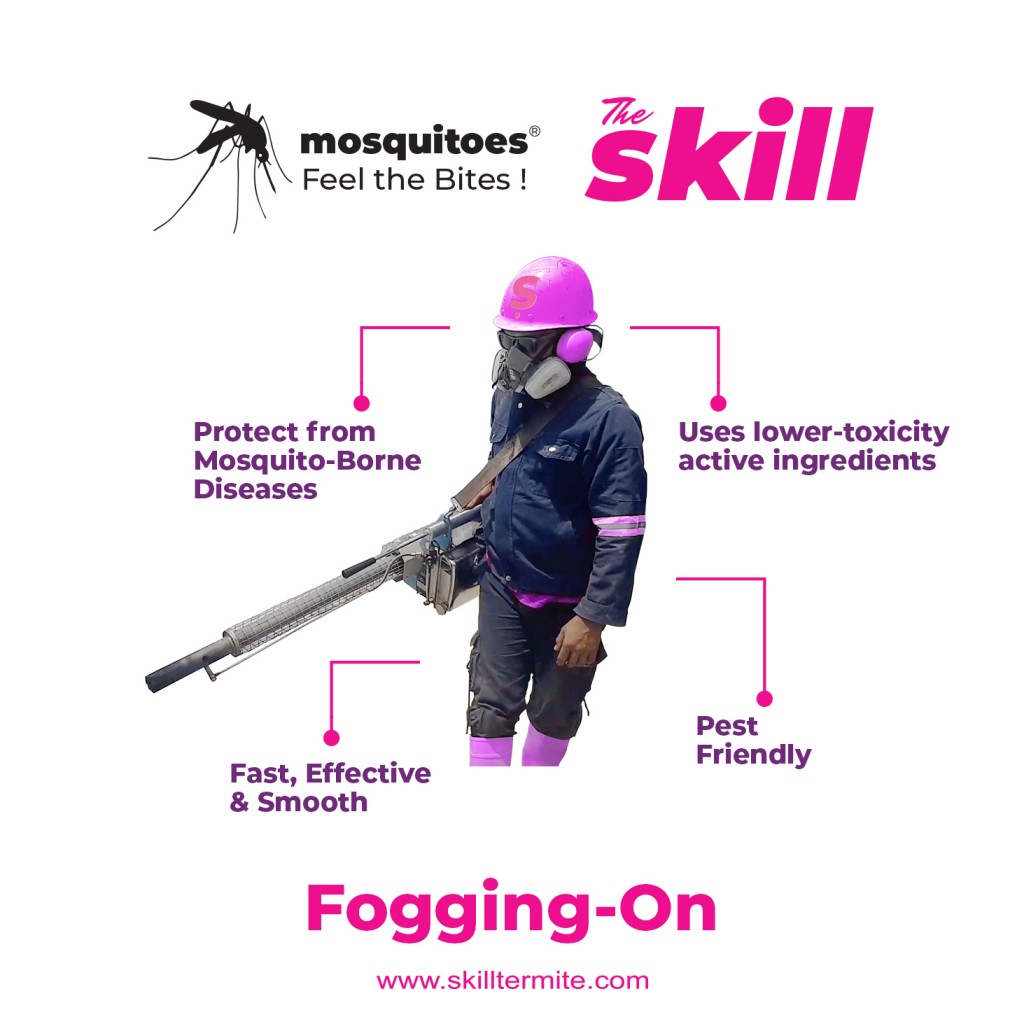 mosquitoes®
Feel the Bites !
The
skill
S
Protect from
Mosquito-Borne
Diseases
Uses lower-toxicity
active ingredients
Fast, Effective
& Smooth
Pest
Friendly
Fogging-On
www.skilltermite.com